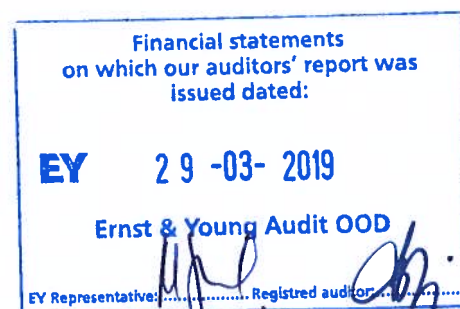 Financial statements
on which our auditors' report was
issued dated:
EY 29 -03- 2019
Ernst & Young Audit OOD
EY Representative:................. Registred auditor:.................